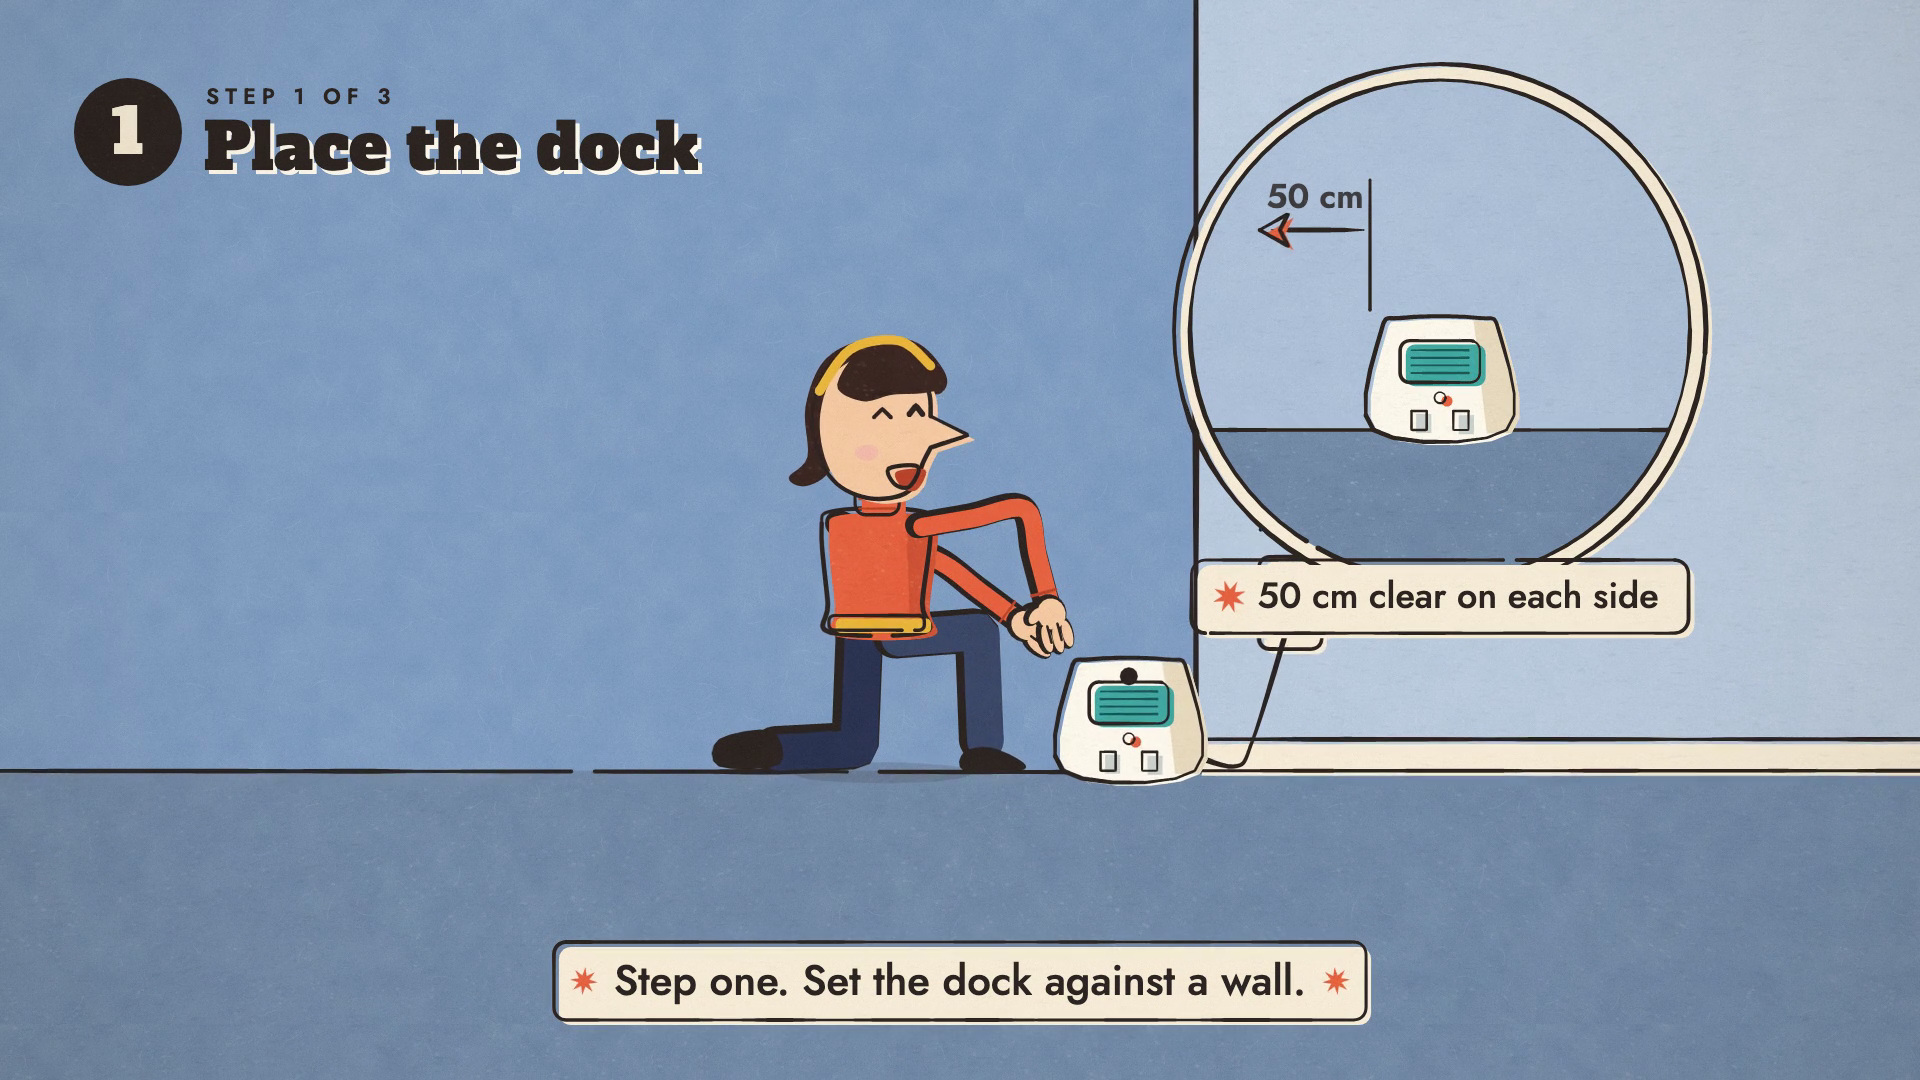 1
STEP 1 OF 3
Place the dock
50 cm
50 cm clear on each side
Step one. Set the dock against a wall.